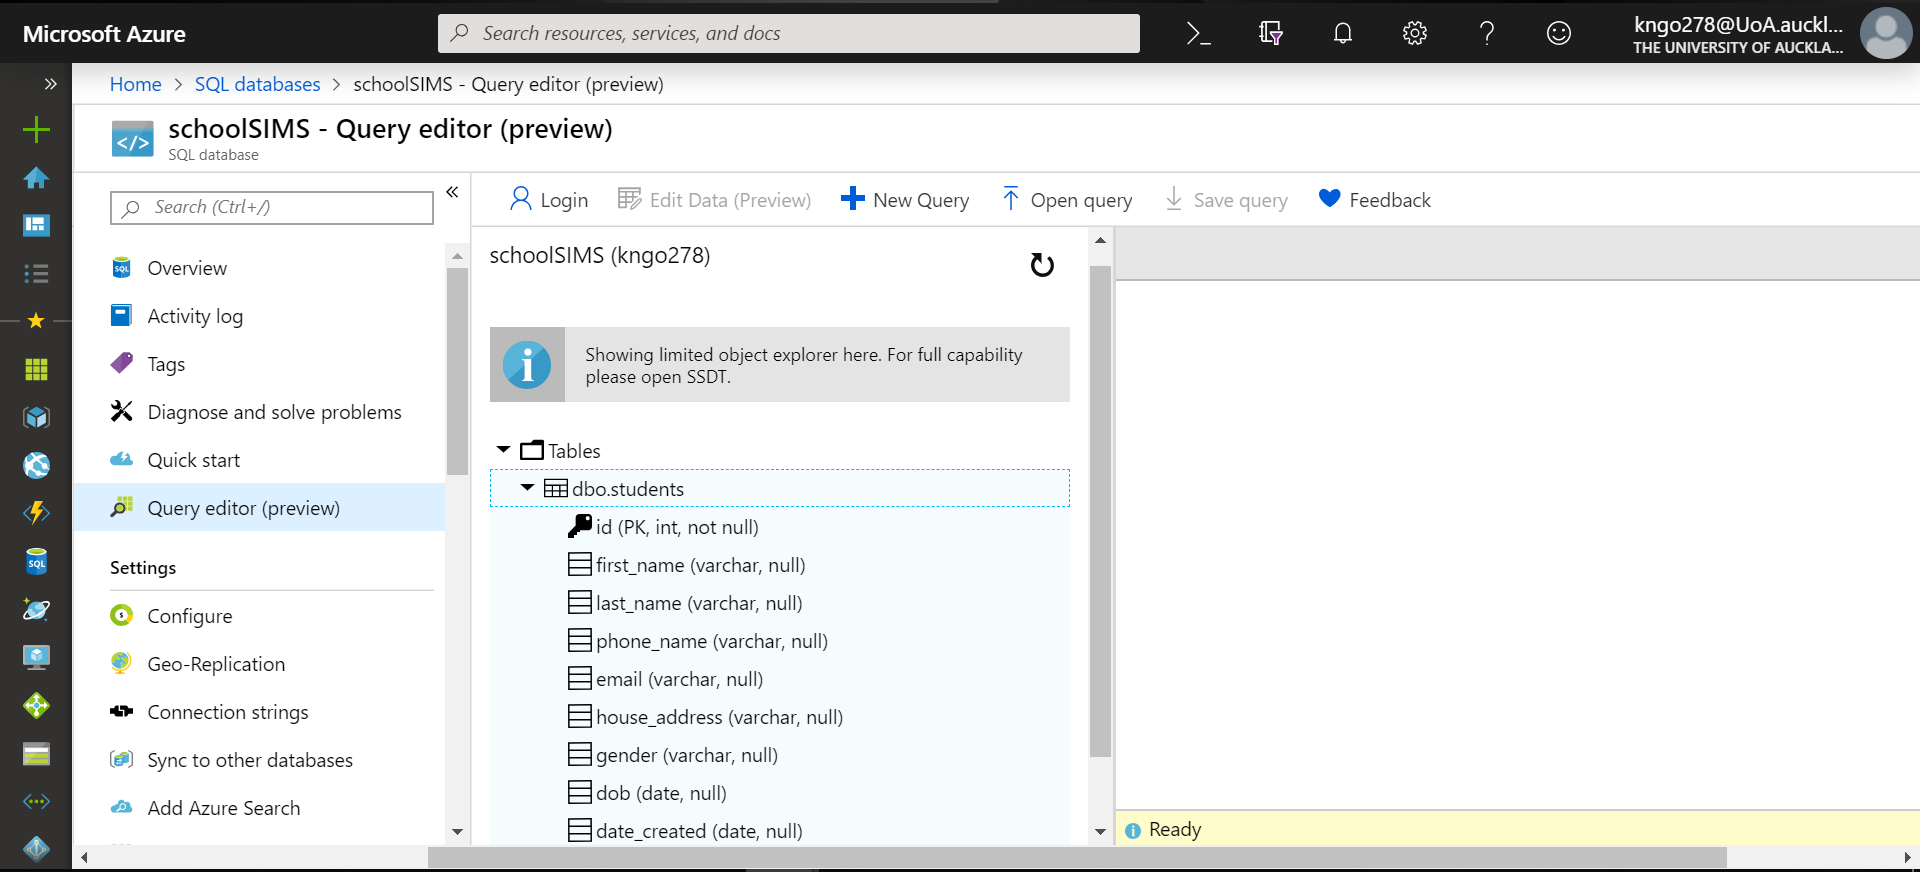 Microsoft Azure
Search resources, services, and docs
kngo278@UoA.auckl...
THE UNIVERSITY OF AUCKLA...
Home > SQL databases > schoolSIMS - Query editor (preview)
schoolSIMS - Query editor (preview)
SQL database
Search (Ctrl+/)
Overview
Activity log
Tags
Diagnose and solve problems
Quick start
Query editor (preview)
Settings
Configure
Geo-Replication
Connection strings
Sync to other databases
Add Azure Search
Login
Edit Data (Preview)
New Query
Open query
Save query
Feedback
schoolSIMS (kngo278)
Showing limited object explorer here. For full capability
please open SSDT.
Tables
dbo.students
id (PK, int, not null)
first_name (varchar, null)
last_name (varchar, null)
phone_name (varchar, null)
email (varchar, null)
house_address (varchar, null)
gender (varchar, null)
dob (date, null)
date_created (date, null)
Ready